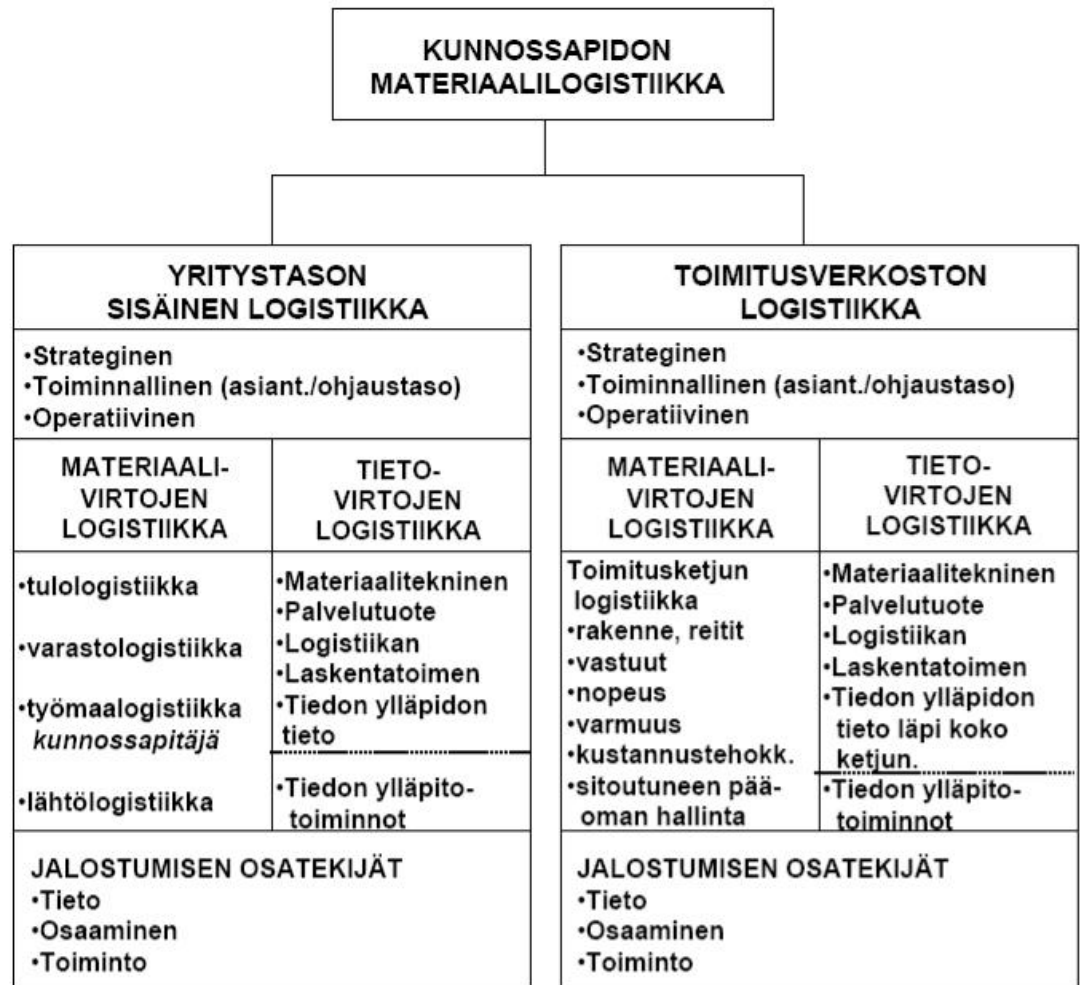 KUNNOSSAPIDON
MATERIAALILOGISTIIKKA
YRITYSTASON
SISÄINEN LOGISTIIKKA
•Strateginen
•Toiminnallinen (asiant./ohjaustaso)
•Operatiivinen
MATERIAALI-
VIRTOJEN
LOGISTIIKKA
•tulologistiikka
•varastologistiikka
•työmaalogistiikka
kunnossapitäjä
•lähtölogistiikka
TIETO-
VIRTOJEN
LOGISTIIKKA
•Materiaalitekninen
•Palvelutuote
•Logistiikan
•Laskentatoimen
•Tiedon ylläpidon
tieto
•Tiedon ylläpito-
toiminnot
JALOSTUMISEN OSATEKIJÄT
•Tieto
•Osaaminen
•Toiminto
TOIMITUSVERKOSTON
LOGISTIIKKA
•Strateginen
•Toiminnallinen (asiant./ohjaustaso)
•Operatiivinen
MATERIAALI-
VIRTOJEN
LOGISTIIKKA
Toimitusketjun
logistiikka
•rakenne, reitit
•vastuut
•nopeus
•varmuus
•kustannustehokk.
•sitoutuneen pää-
oman hallinta
TIETO-
VIRTOJEN
LOGISTIIKKA
•Materiaalitekninen
•Palvelutuote
•Logistiikan
•Laskentatoimen
•Tiedon ylläpidon
tieto läpi koko
ketjun.
•Tiedon ylläpito-
toiminnot
JALOSTUMISEN OSATEKIJÄT
•Tieto
•Osaaminen
•Toiminto